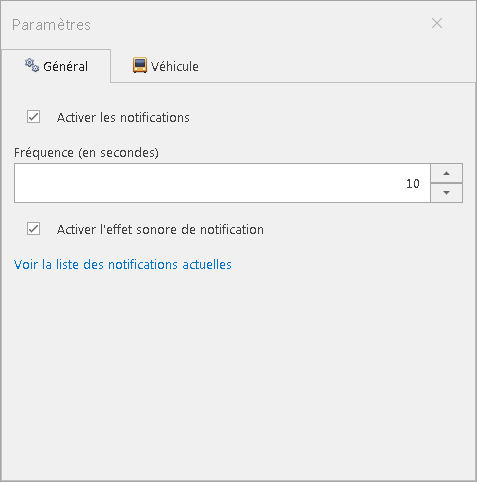 Paramètres
Général
Véhicule
Activer les notifications
Fréquence (en secondes)
10
Activer l'effet sonore de notification
Voir la liste des notifications actuelles